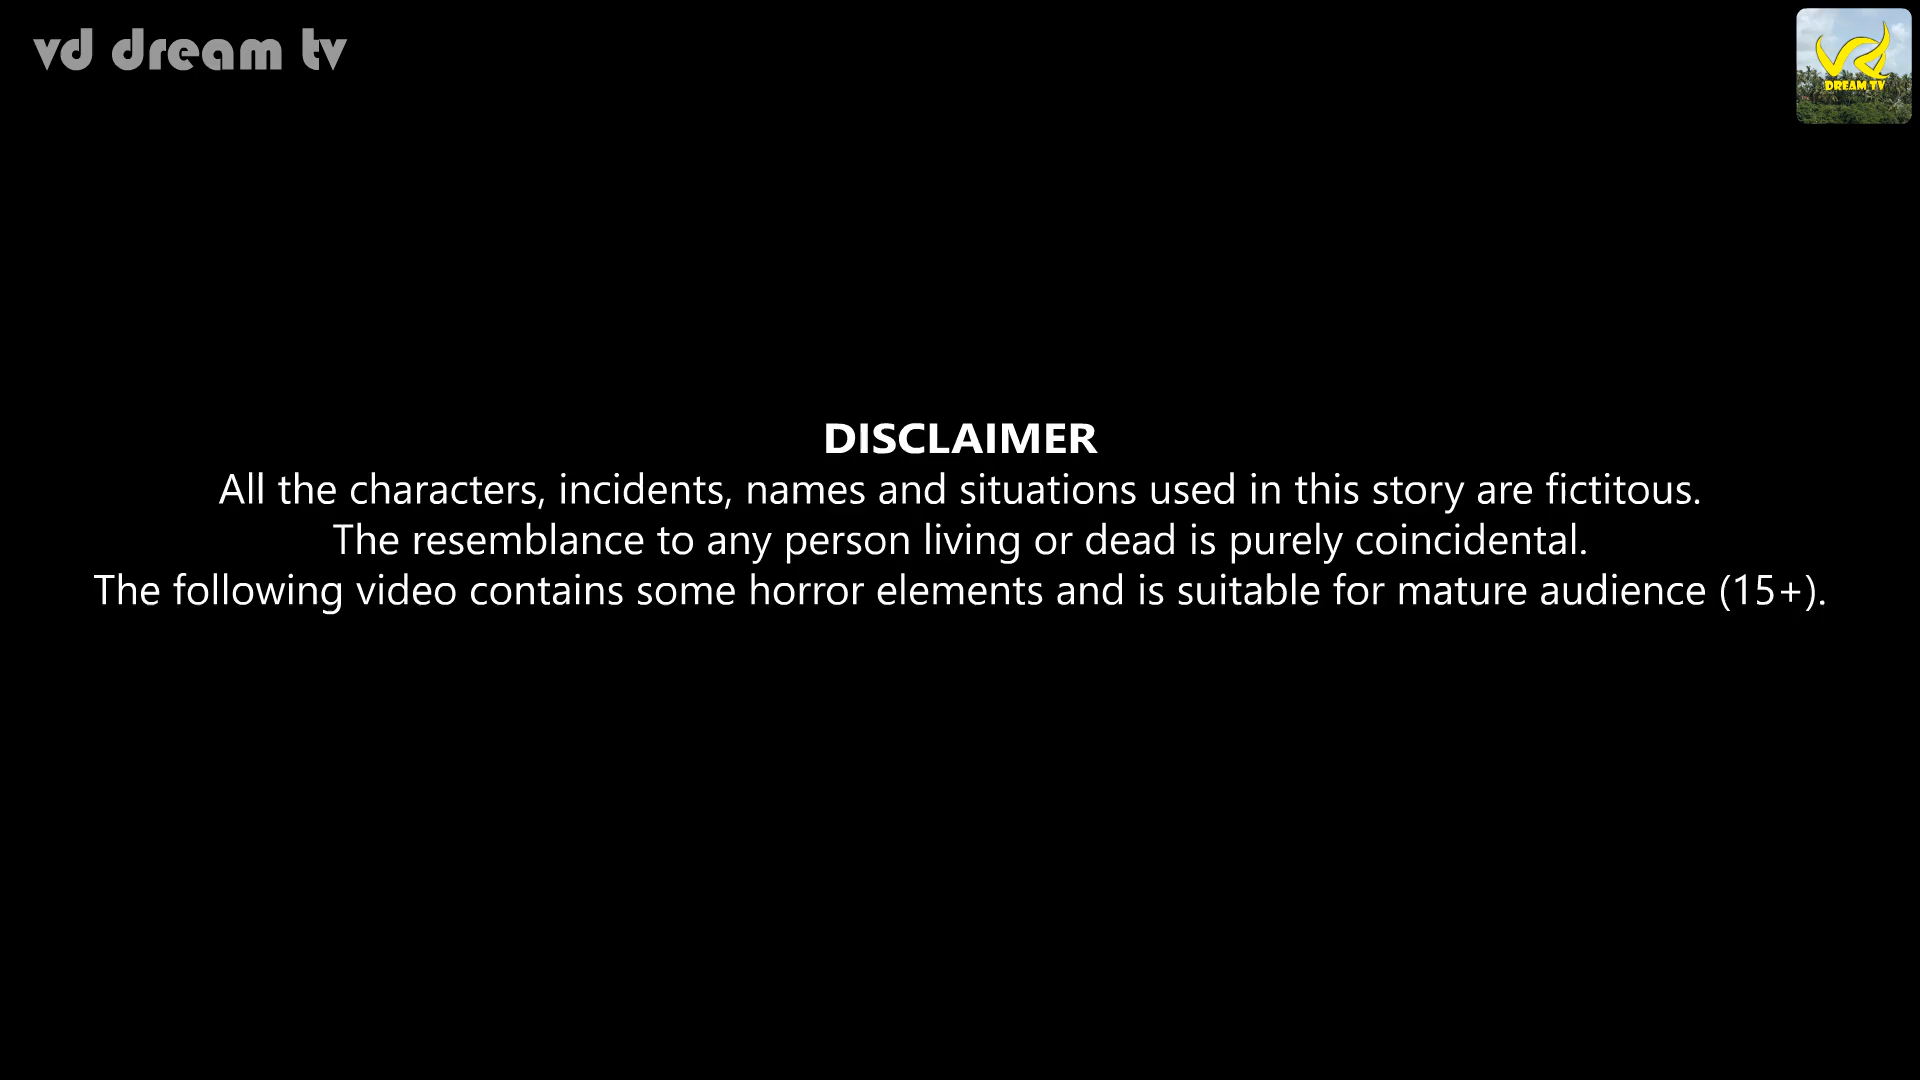 vd dream tv
DREAM TV
DISCLAIMER
All the characters, incidents, names and situations used in this story are fictitous.
The resemblance to any person living or dead is purely coincidental.
The following video contains some horror elements and is suitable for mature audience (15+).